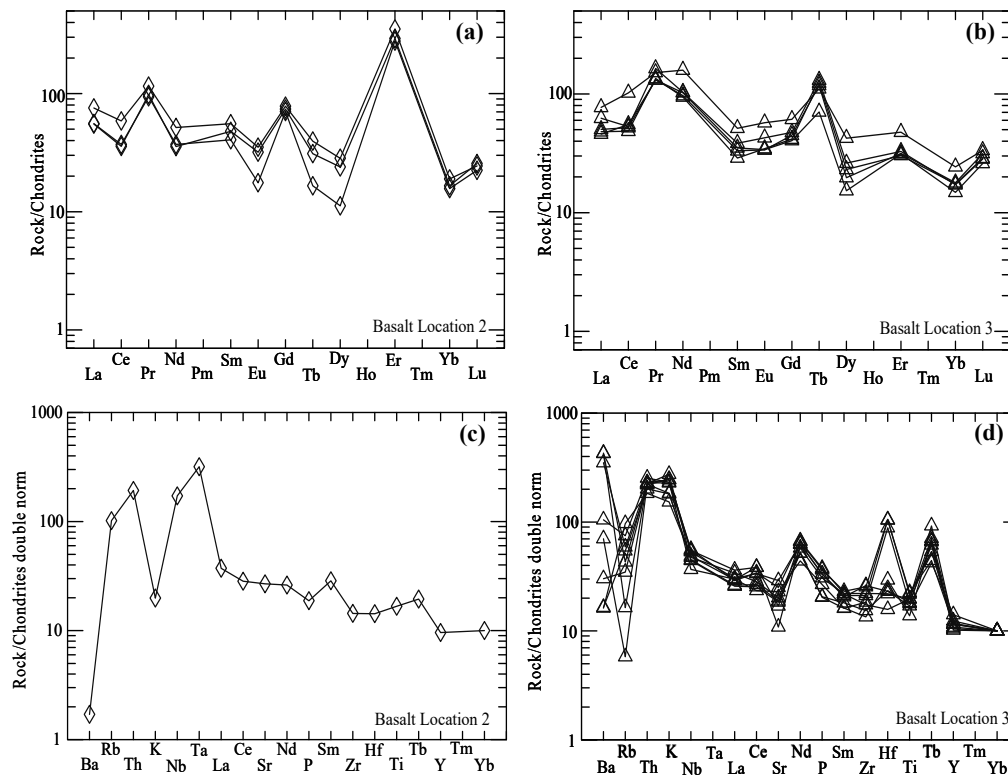 (a)
Rock/Chondrites
100
10
1
Basalt Location 2
La Ce Pr Nd Pm Sm Eu Gd Tb Dy Ho Er Tm Yb Lu
(b)
Rock/Chondrites
100
10
1
Basalt Location 3
La Ce Pr Nd Pm Sm Eu Gd Tb Dy Ho Er Tm Yb Lu
(c)
Rock/Chondrites double norm
1000
100
10
1
Basalt Location 2
Ba Rb Th K Nb Ta La Ce Sr Nd P Sm Zr Hf Ti Tb Y Tm Yb
(d)
Rock/Chondrites double norm
1000
100
10
1
Basalt Location 3
Ba Rb Th K Nb Ta La Ce Sr Nd P Sm Zr Hf Ti Tb Y Tm Yb